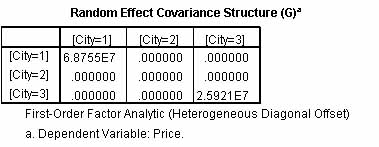 Random Effect Covariance Structure (G)a
[City=1] [City=2] [City=3]
[City=1] 6.8755E7 .000000 .000000
[City=2] .000000 .000000 .000000
[City=3] .000000 .000000 2.5921E7
First-Order Factor Analytic (Heterogeneous Diagonal Offset)
a. Dependent Variable: Price.